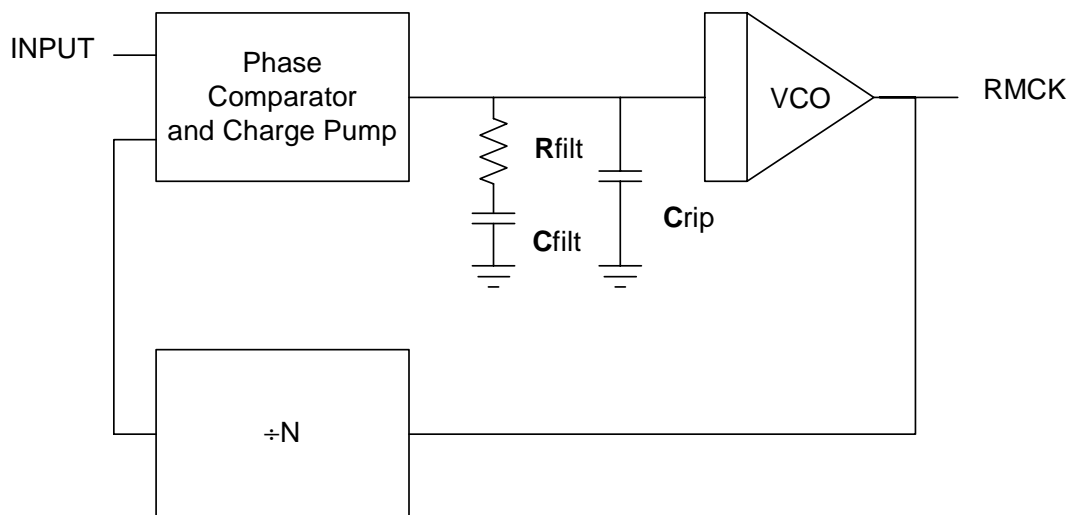 INPUT
Phase
Comparator
and Charge Pump
VCO
RMCK
Rfilt
Cfilt
Crip
÷N